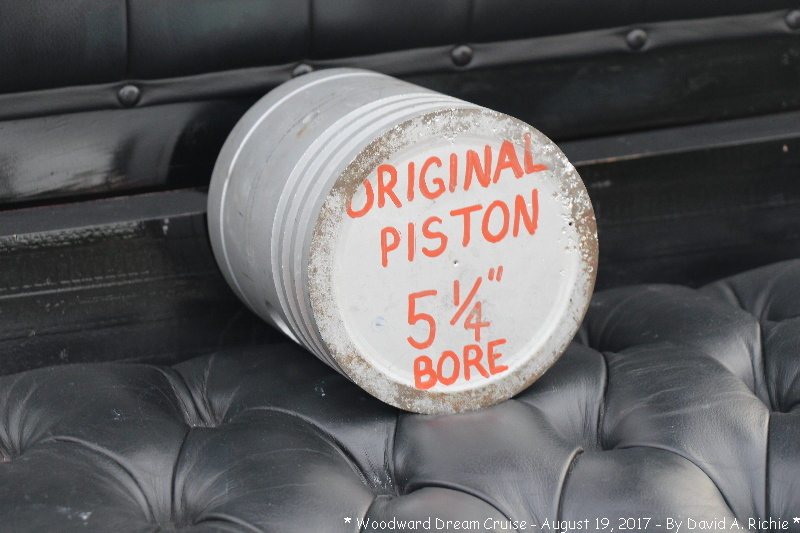 ORIGINAL
PISTON
5 1/4"
BORE
* Woodward Dream Cruise - August 19, 2017 - By David A. Richie *